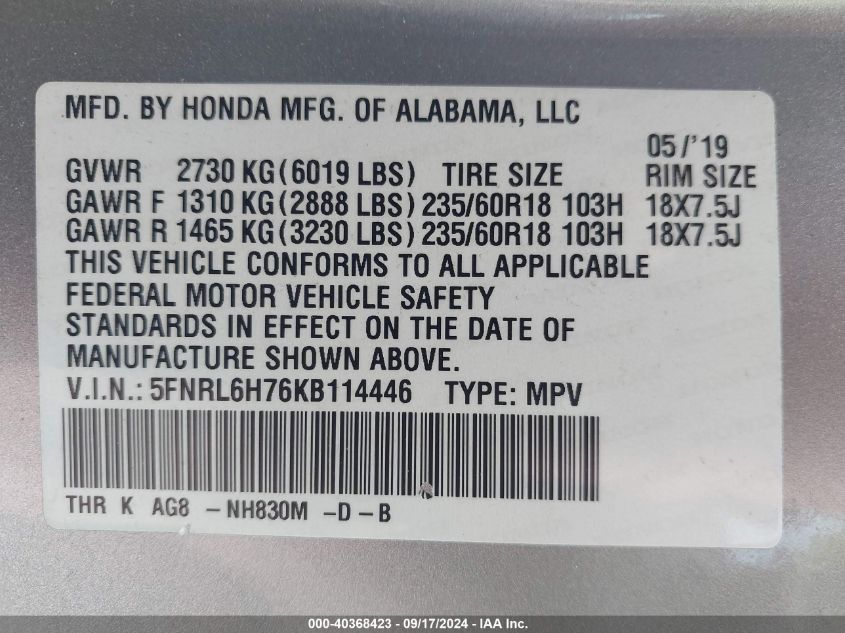 MFD. BY HONDA MFG. OF ALABAMA, LLC
05/'19
GVWR 2730 KG (6019 LBS) TIRE SIZE RIM SIZE
GAWR F 1310 KG (2888 LBS) 235/60R18 103H 18X7.5J
GAWR R 1465 KG (3230 LBS) 235/60R18 103H 18X7.5J
THIS VEHICLE CONFORMS TO ALL APPLICABLE
FEDERAL MOTOR VEHICLE SAFETY
STANDARDS IN EFFECT ON THE DATE OF
MANUFACTURE SHOWN ABOVE.
V.I.N.: 5FNRL6H76KB114446 TYPE: MPV
THR K AG8 - NH830M - D - B
000-40368423 - 09/17/2024 - IAA Inc.